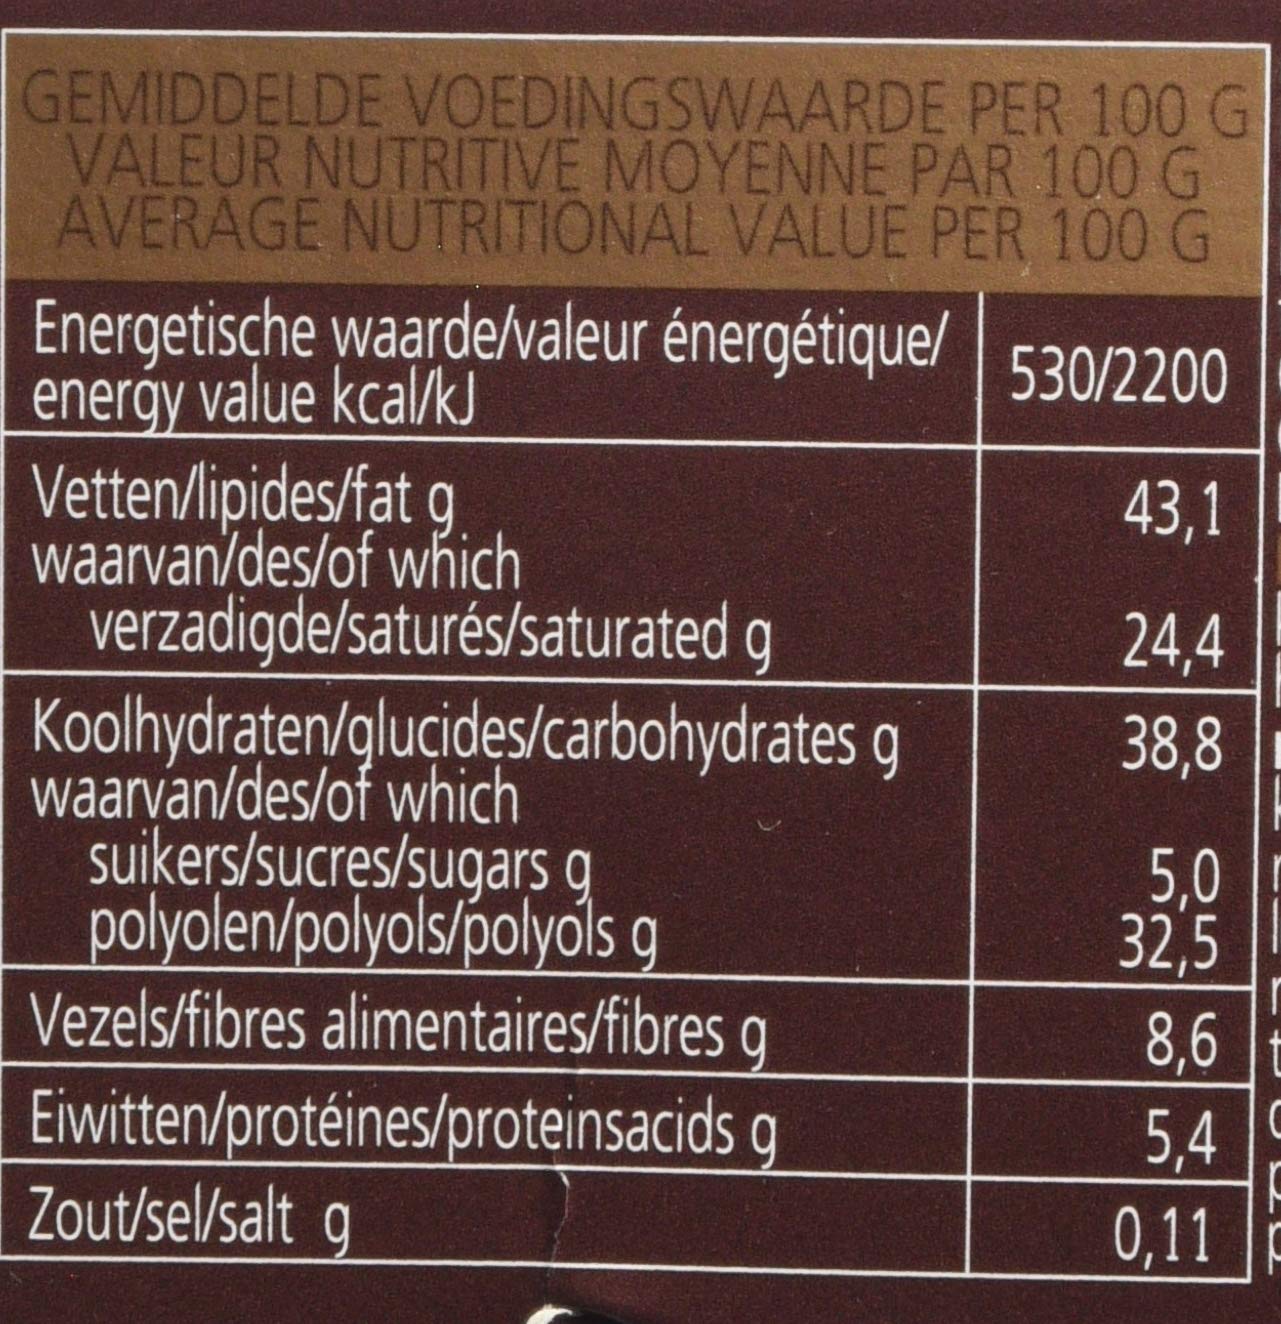 GEMIDDELDE VOEDINGSWAARDE PER 100 G
VALEUR NUTRITIVE MOYENNE PAR 100 G
AVERAGE NUTRITIONAL VALUE PER 100 G
Energetische waarde/valeur énergétique/
energy value kcal/kJ 530/2200
Vetten/lipides/fat g 43,1
waarvan/des/of which
verzadigde/saturés/saturated g 24,4
Koolhydraten/glucides/carbohydrates g 38,8
waarvan/des/of which
suikers/sucres/sugars g 5,0
polyolen/polyols/polyols g 32,5
Vezels/fibres alimentaires/fibres g 8,6
Eiwitten/protéines/proteinsacids g 5,4
Zout/sel/salt g 0,11